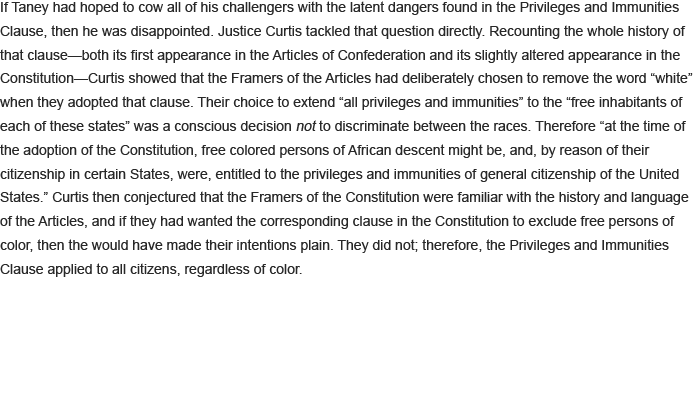 If Taney had hoped to cow all of his challengers with the latent dangers found in the Privileges and Immunities
Clause, then he was disappointed. Justice Curtis tackled that question directly. Recounting the whole history of
that clause—both its first appearance in the Articles of Confederation and its slightly altered appearance in the
Constitution—Curtis showed that the Framers of the Articles had deliberately chosen to remove the word “white”
when they adopted that clause. Their choice to extend “all privileges and immunities” to the “free inhabitants of
each of these states” was a conscious decision not to discriminate between the races. Therefore “at the time of
the adoption of the Constitution, free colored persons of African descent might be, and, by reason of their
citizenship in certain States, were, entitled to the privileges and immunities of general citizenship of the United
States.” Curtis then conjectured that the Framers of the Constitution were familiar with the history and language
of the Articles, and if they had wanted the corresponding clause in the Constitution to exclude free persons of
color, then the would have made their intentions plain. They did not; therefore, the Privileges and Immunities
Clause applied to all citizens, regardless of color.